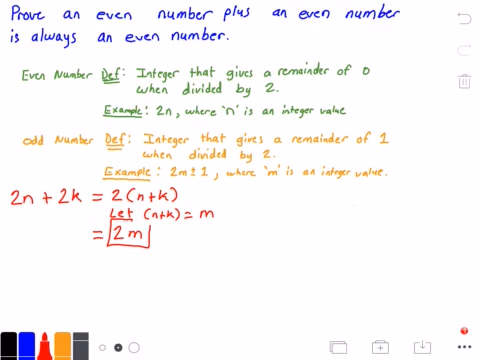 Prove an even number plus an even number
is always an even number.
Even Number Def: Integer that gives a remainder of 0
when divided by 2.
Example: 2n, where 'n' is an integer value
odd Number Def: Integer that gives a remainder of 1
when divided by 2.
Example: 2m ± 1, where 'm' is an integer value.
2n + 2k = 2(n+k)
Let (n+k) = m
= 2m